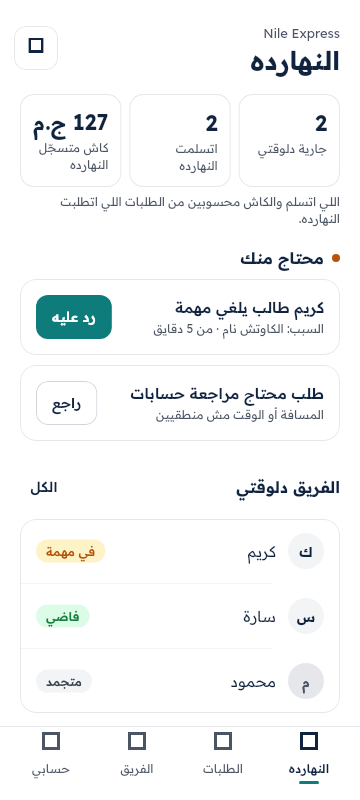 Nile Express
النهارده
2
جارية دلوقتي
2
اتسلمت
النهارده
127 ج.م
كاش متسجّل
النهارده
اللي اتسلم والكاش محسوبين من الطلبات اللي اتطلبت
النهارده.
محتاج منك
كريم طالب يلغي مهمة
السبب: الكاوتش نام · من 5 دقايق
رد عليه
طلب محتاج مراجعة حسابات
المسافة أو الوقت مش منطقيين
راجع
الفريق دلوقتي
الكل
ك
كريم
في مهمة
س
سارة
فاضي
م
محمود
متجمد
النهارده
الطلبات
الفريق
حسابي